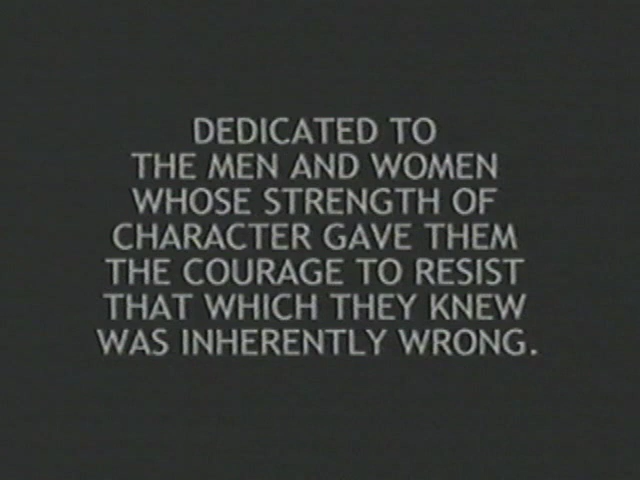 DEDICATED TO
THE MEN AND WOMEN
WHOSE STRENGTH OF
CHARACTER GAVE THEM
THE COURAGE TO RESIST
THAT WHICH THEY KNEW
WAS INHERENTLY WRONG.